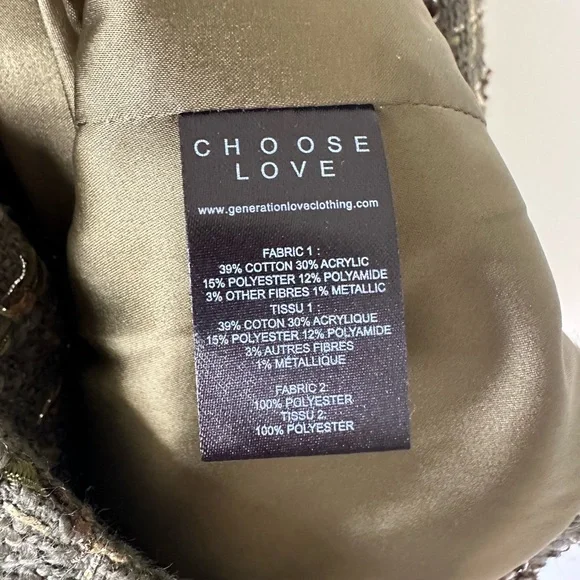 CHOOSE
LOVE
www.generationloveclothing.com
FABRIC 1 :
39% COTTON 30% ACRYLIC
15% POLYESTER 12% POLYAMIDE
3% OTHER FIBRES 1% METALLIC
TISSU 1 :
39% COTON 30% ACRYLIQUE
15% POLYESTER 12% POLYAMIDE
3% AUTRES FIBRES
1% MÉTALLIQUE
FABRIC 2:
100% POLYESTER
TISSU 2:
100% POLYESTER